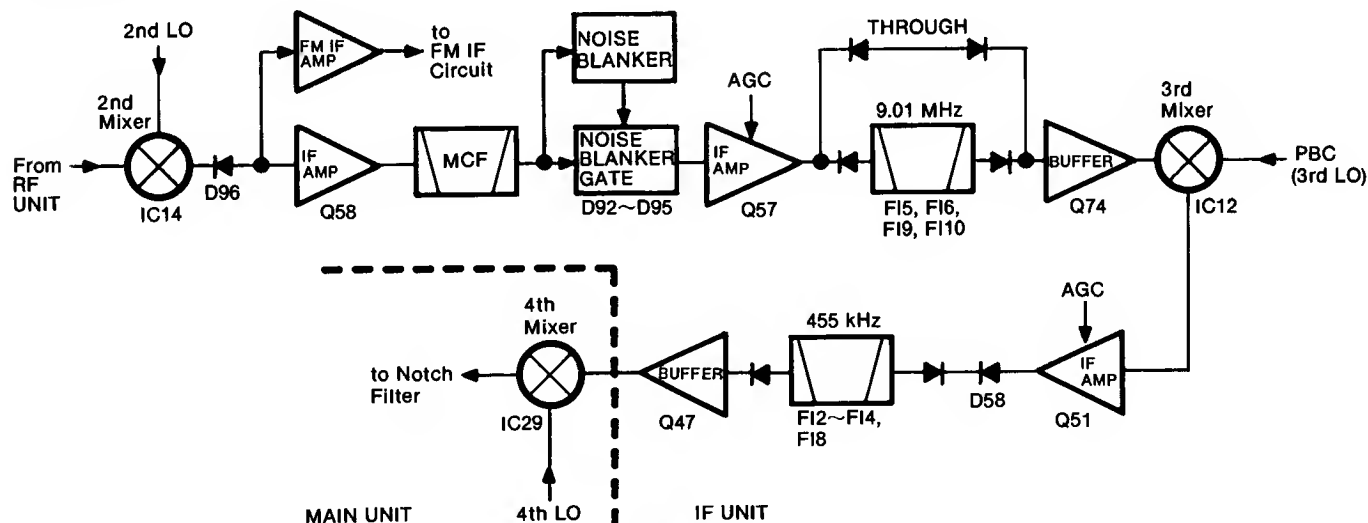 2nd LO
2nd Mixer
From RF UNIT
IC14
D96
FM IF AMP
to FM IF Circuit
IF AMP
Q58
MCF
NOISE BLANKER
NOISE BLANKER GATE
D92~D95
AGC
IF AMP
Q57
THROUGH
9.01 MHz
FI5, FI6,
FI9, FI10
BUFFER
Q74
3rd Mixer
IC12
PBC
(3rd LO)
AGC
IF AMP
Q51
D58
455 kHz
FI2~FI4,
FI8
BUFFER
Q47
4th Mixer
IC29
to Notch Filter
4th LO
MAIN UNIT
IF UNIT